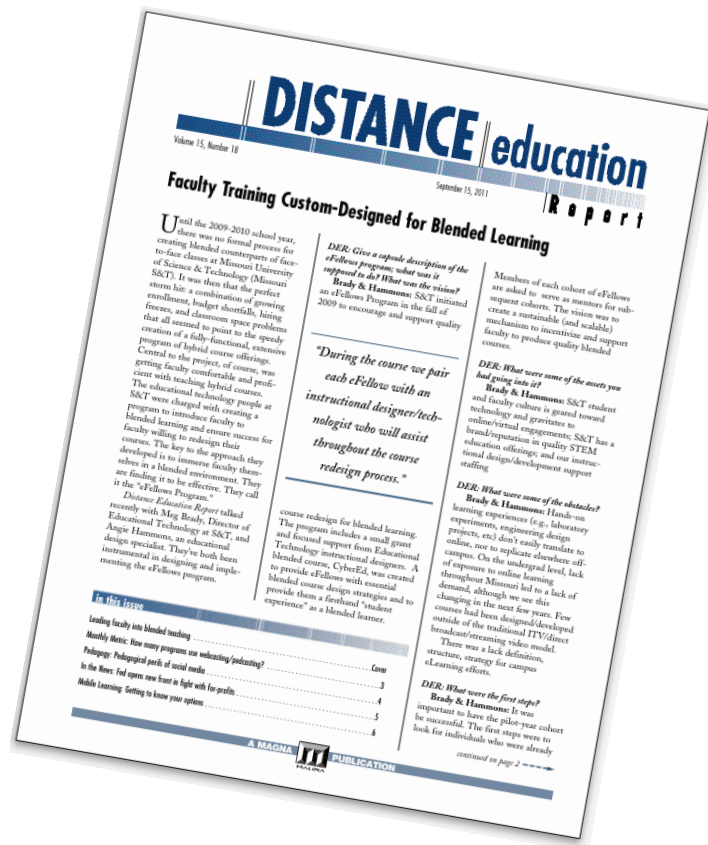 DISTANCE education
Report
Volume 15, Number 18
September 15, 2011
Faculty Training Custom-Designed for Blended Learning
Until the 2009-2010 school year,
there was no formal process for
creating blended counterparts of face-
to-face classes at Missouri University
of Science & Technology (Missouri
S&T). It was then that the perfect
storm hit: a combination of growing
enrollment, budget shortfalls, hiring
freezes, and classroom space problems
that all seemed to point to the speedy
creation of a fully-functional, extensive
program of hybrid course offerings.
Central to the project, of course, was
getting faculty comfortable and profi-
cient with teaching hybrid courses.
The educational technology people at
S&T were charged with creating a
program to introduce faculty to
blended learning and ensure success for
faculty willing to redesign their
courses. The key to the approach they
developed is to immerse faculty them-
selves in a blended environment. They
are finding it to be effective. They call
it the "eFellows Program."
Distance Education Report talked
recently with Meg Brady, Director of
Educational Technology at S&T, and
Angie Hammons, an educational
design specialist. They've both been
instrumental in designing and imple-
menting the eFellows program.
DER: Give a capsule description of the
eFellows program; what was it
supposed to do? What was the vision?
Brady & Hammons: S&T initiated
an eFellows Program in the fall of
2009 to encourage and support quality
"During the course we pair
each eFellow with an
instructional designer/tech-
nologist who will assist
throughout the course
redesign process."
course redesign for blended learning.
The program includes a small grant
and focused support from Educational
Technology instructional designers. A
blended course, CyberEd, was created
to provide eFellows with essential
blended course design strategies and to
provide them a firsthand "student
experience" as a blended learner.
Members of each cohort of eFellows
are asked to serve as mentors for sub-
sequent cohorts. The vision was to
create a sustainable (and scalable)
mechanism to incentivize and support
faculty to produce quality blended
courses.
DER: What were some of the assets you
had going into it?
Brady & Hammons: S&T student
and faculty culture is geared toward
technology and gravitates to
online/virtual engagements; S&T has a
brand/reputation in quality STEM
education offerings; and our instruc-
tional design/development support
staffing
DER: What were some of the obstacles?
Brady & Hammons: Hands-on
learning experiences (e.g., laboratory
experiments, engineering design
projects, etc) don't easily translate to
online, nor to replicate elsewhere off-
campus. On the undergrad level, lack
of exposure to online learning
throughout Missouri led to a lack of
demand, although we see this
changing in the next few years. Few
courses had been designed/developed
outside of the traditional ITV/direct
broadcast/streaming video model.
There was a lack definition,
structure, strategy for campus
eLearning efforts.
DER: What were the first steps?
Brady & Hammons: It was
important to have the pilot-year cohort
be successful. The first steps were to
look for individuals who were already
continued on page 2
in this issue
Leading faculty into blended teaching ..... Cover
Monthly Metric: How many programs use webcasting/podcasting? ..... 3
Pedagogy: Pedagogical perils of social media ..... 4
In the News: Fed opens new front in fight with for-profits ..... 5
Mobile Learning: Getting to know your options ..... 6
A MAGNA PUBLICATION
MAGNA